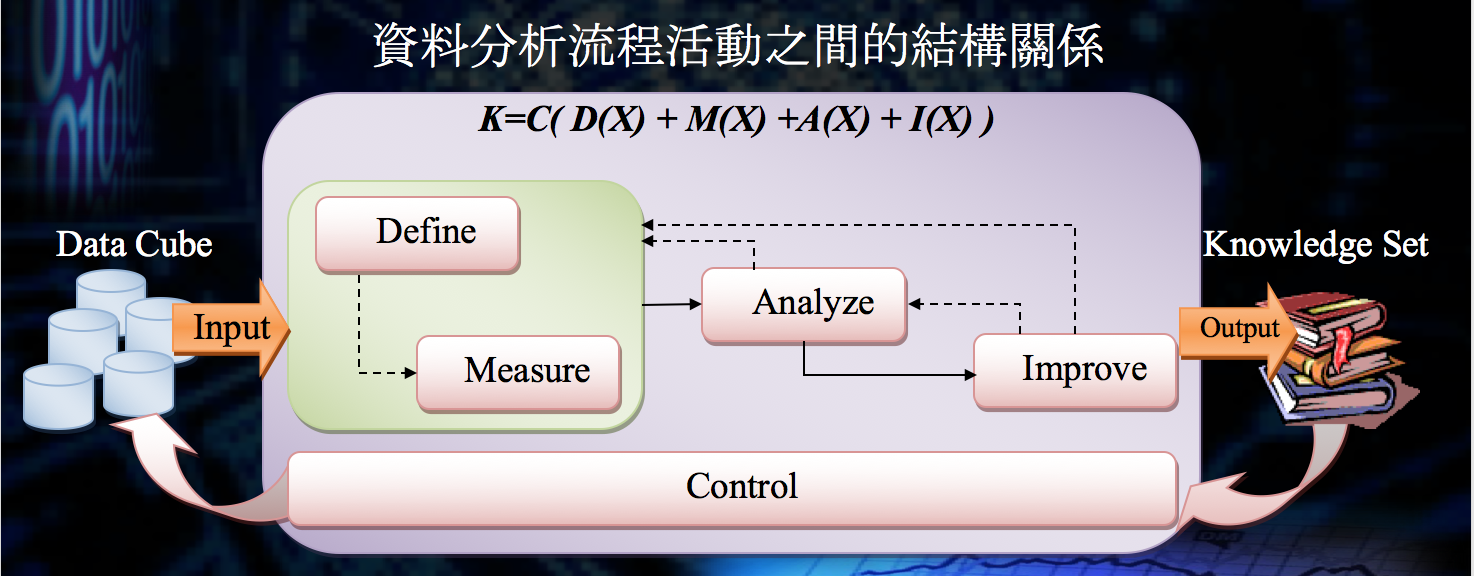 資料分析流程活動之間的結構關係
K=C( D(X) + M(X) +A(X) + I(X) )
Define
Data Cube
Knowledge Set
Analyze
Input
Output
Measure
Improve
Control
DM